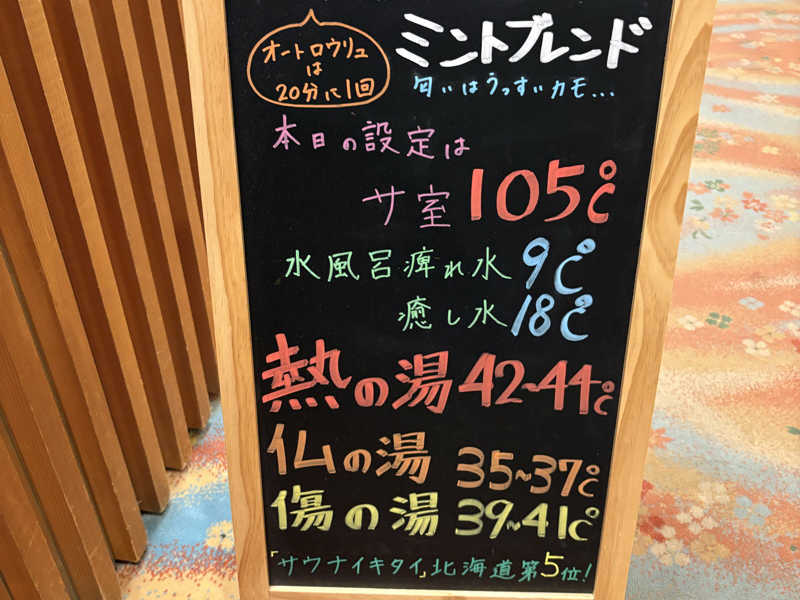 オートロウリュ
は
20分に1回
ミントブレンド
匂いはうっすいカモ...
本日の設定は
サ室 105℃
水風呂痺れ水 9℃
癒し水 18℃
熱の湯 42~44℃
仏の湯 35~37℃
傷の湯 39~41℃
「サウナイキタイ」北海道第5位!